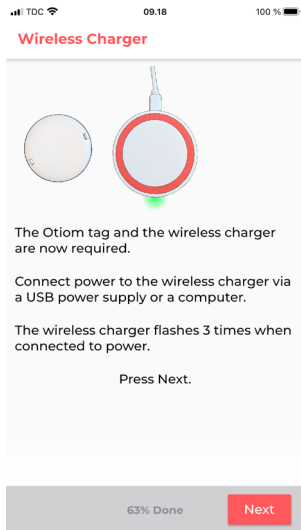 TDC 09.18 100 %
Wireless Charger
The Otiom tag and the wireless charger
are now required.
Connect power to the wireless charger via
a USB power supply or a computer.
The wireless charger flashes 3 times when
connected to power.
Press Next.
63% Done Next